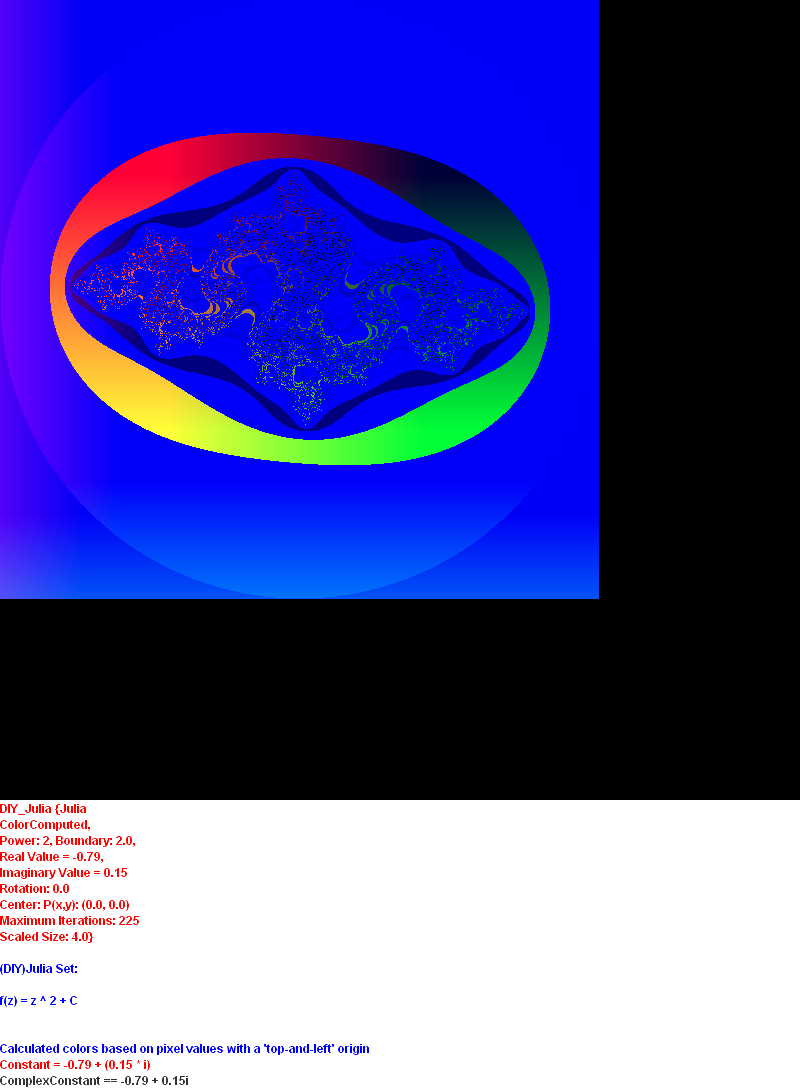 DIY_Julia {Julia
ColorComputed,
Power: 2, Boundary: 2.0,
Real Value = -0.79,
Imaginary Value = 0.15
Rotation: 0.0
Center: P(x,y): (0.0, 0.0)
Maximum Iterations: 225
Scaled Size: 4.0}
(DIY)Julia Set:
f(z) = z ^ 2 + C
Calculated colors based on pixel values with a 'top-and-left' origin
Constant = -0.79 + (0.15 * i)
ComplexConstant == -0.79 + 0.15i